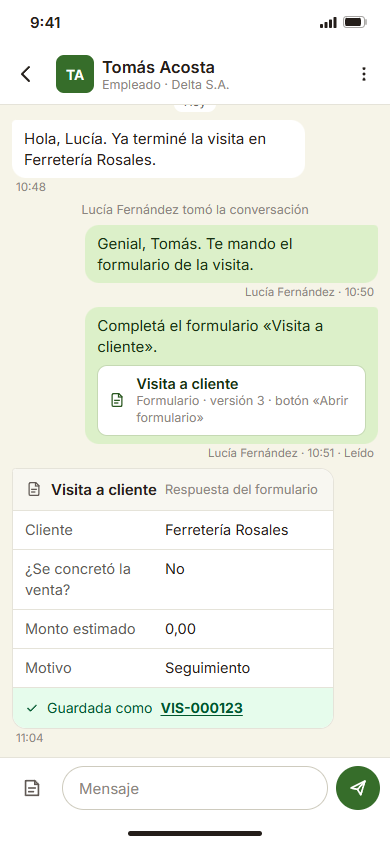 9:41
TA
Tomás Acosta
Empleado · Delta S.A.
Hola, Lucía. Ya terminé la visita en
Ferretería Rosales.
10:48
Lucía Fernández tomó la conversación
Genial, Tomás. Te mando el
formulario de la visita.
Lucía Fernández · 10:50
Completá el formulario «Visita a
cliente».
Visita a cliente
Formulario · versión 3 · botón «Abrir
formulario»
Lucía Fernández · 10:51 · Leído
Visita a cliente Respuesta del formulario
Cliente Ferretería Rosales
¿Se concretó la No
venta?
Monto estimado 0,00
Motivo Seguimiento
Guardada como VIS-000123
11:04
Mensaje